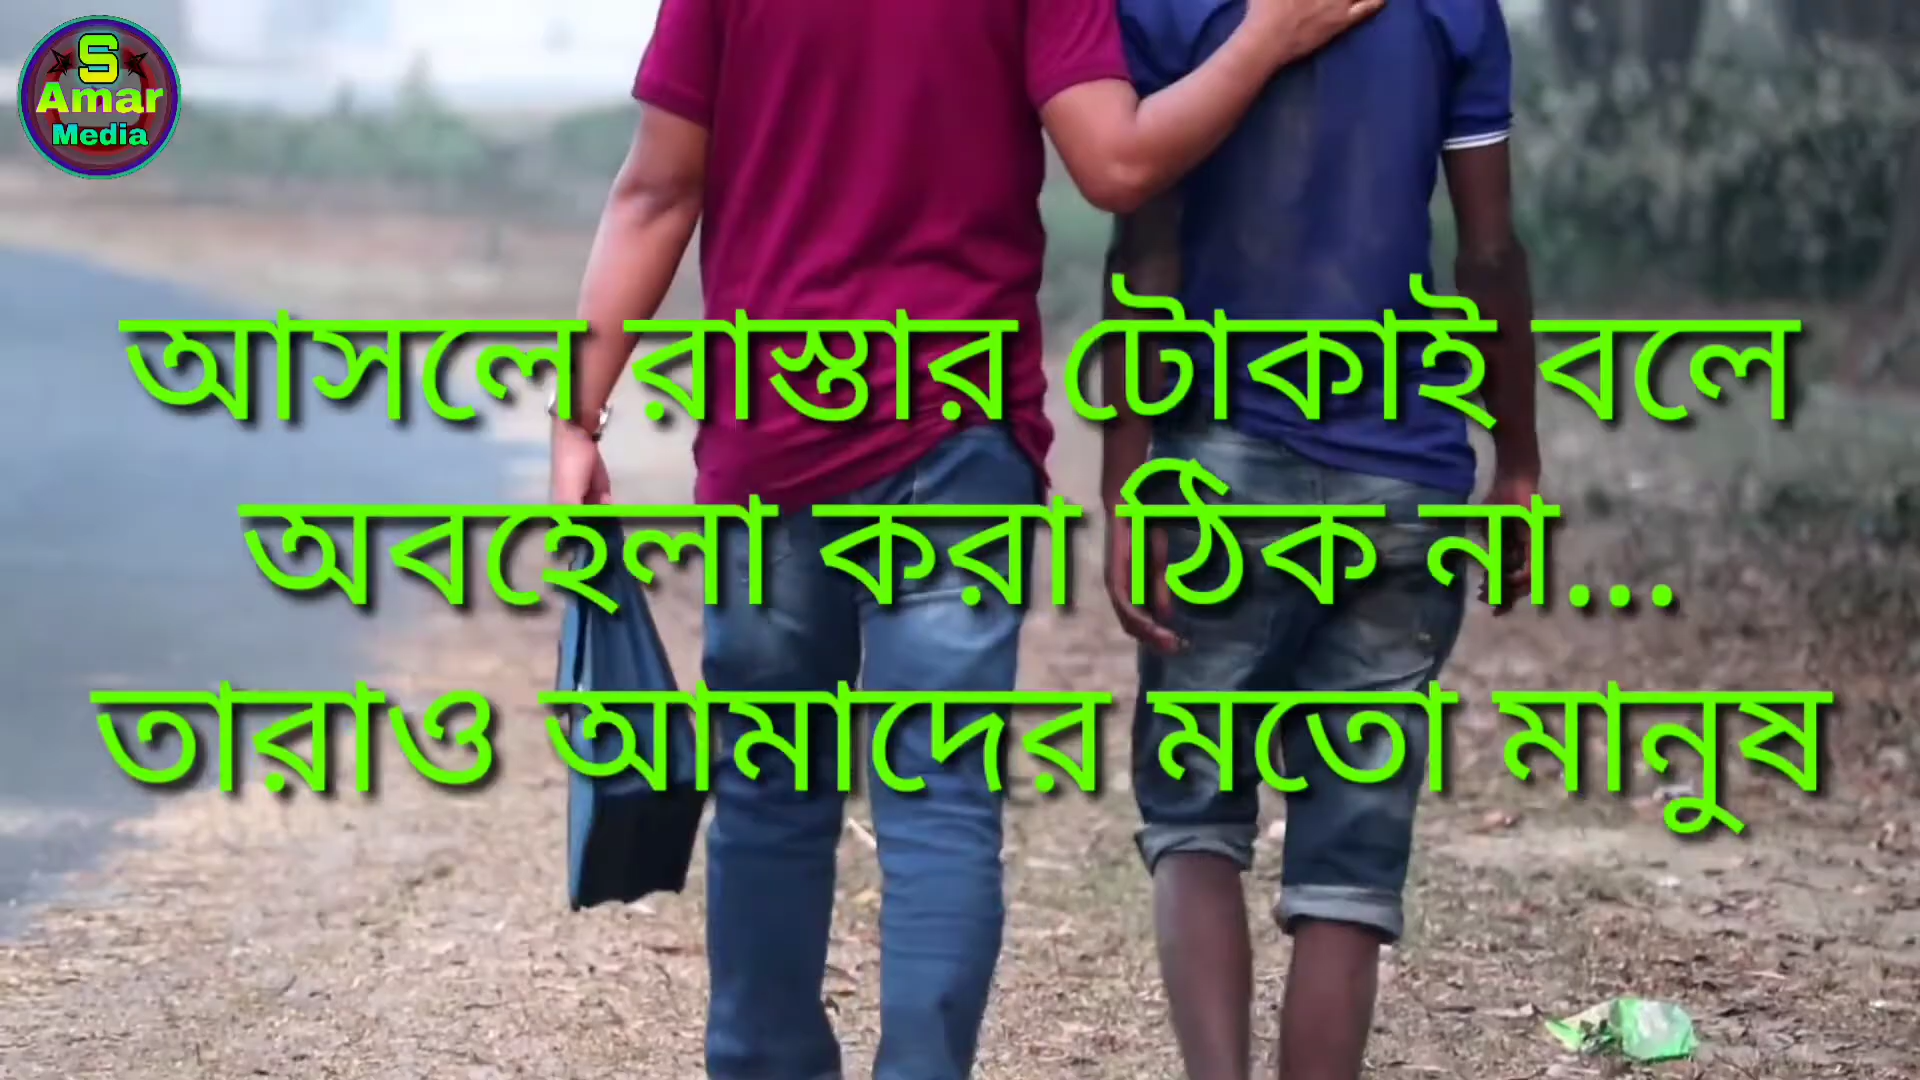 S
Amar
Media
আসলে রাস্তার টোকাই বলে
অবহেলা করা ঠিক না...
তারাও আমাদের মতো মানুষ